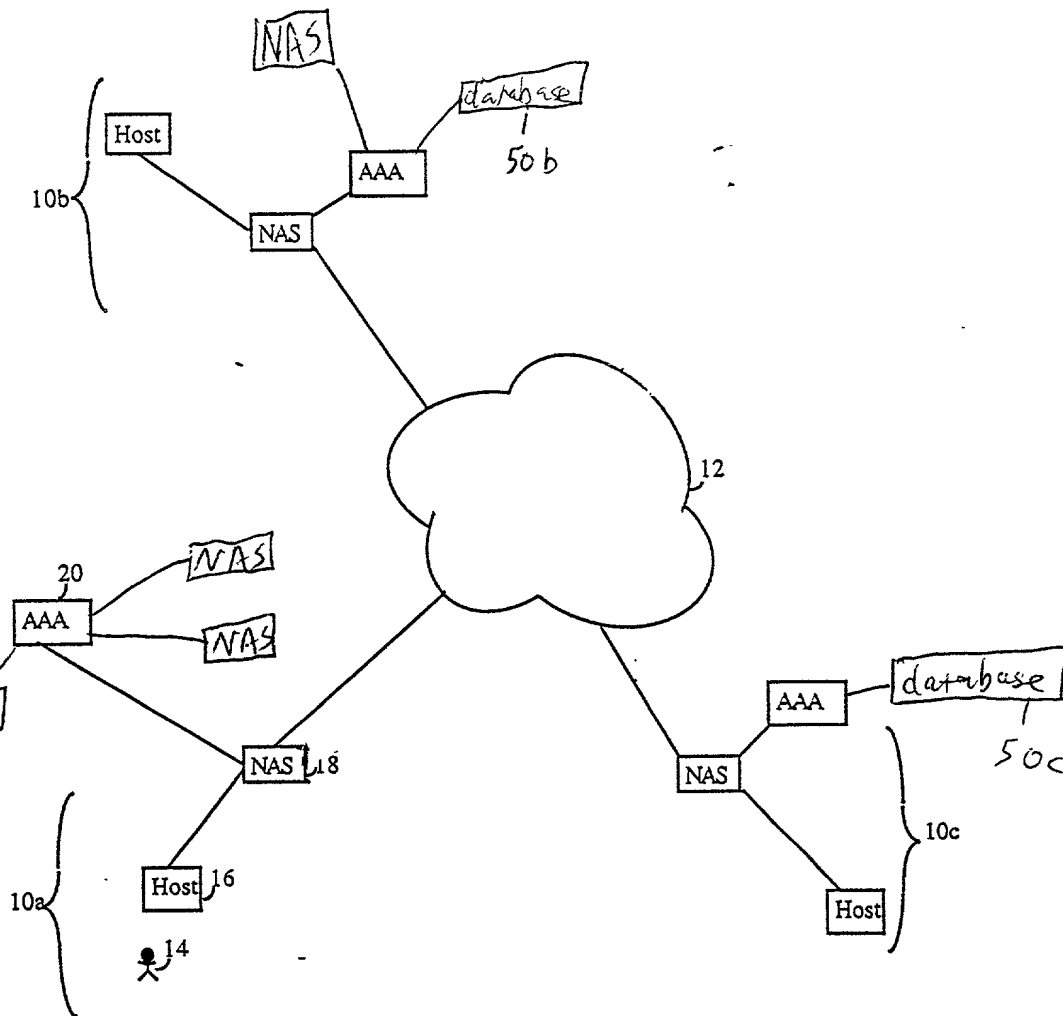 NAS
database
50b
Host
AAA
10b
NAS
12
20
NAS
AAA
NAS
AAA
database
50c
NAS
18
NAS
10c
Host
16
10a
Host
14